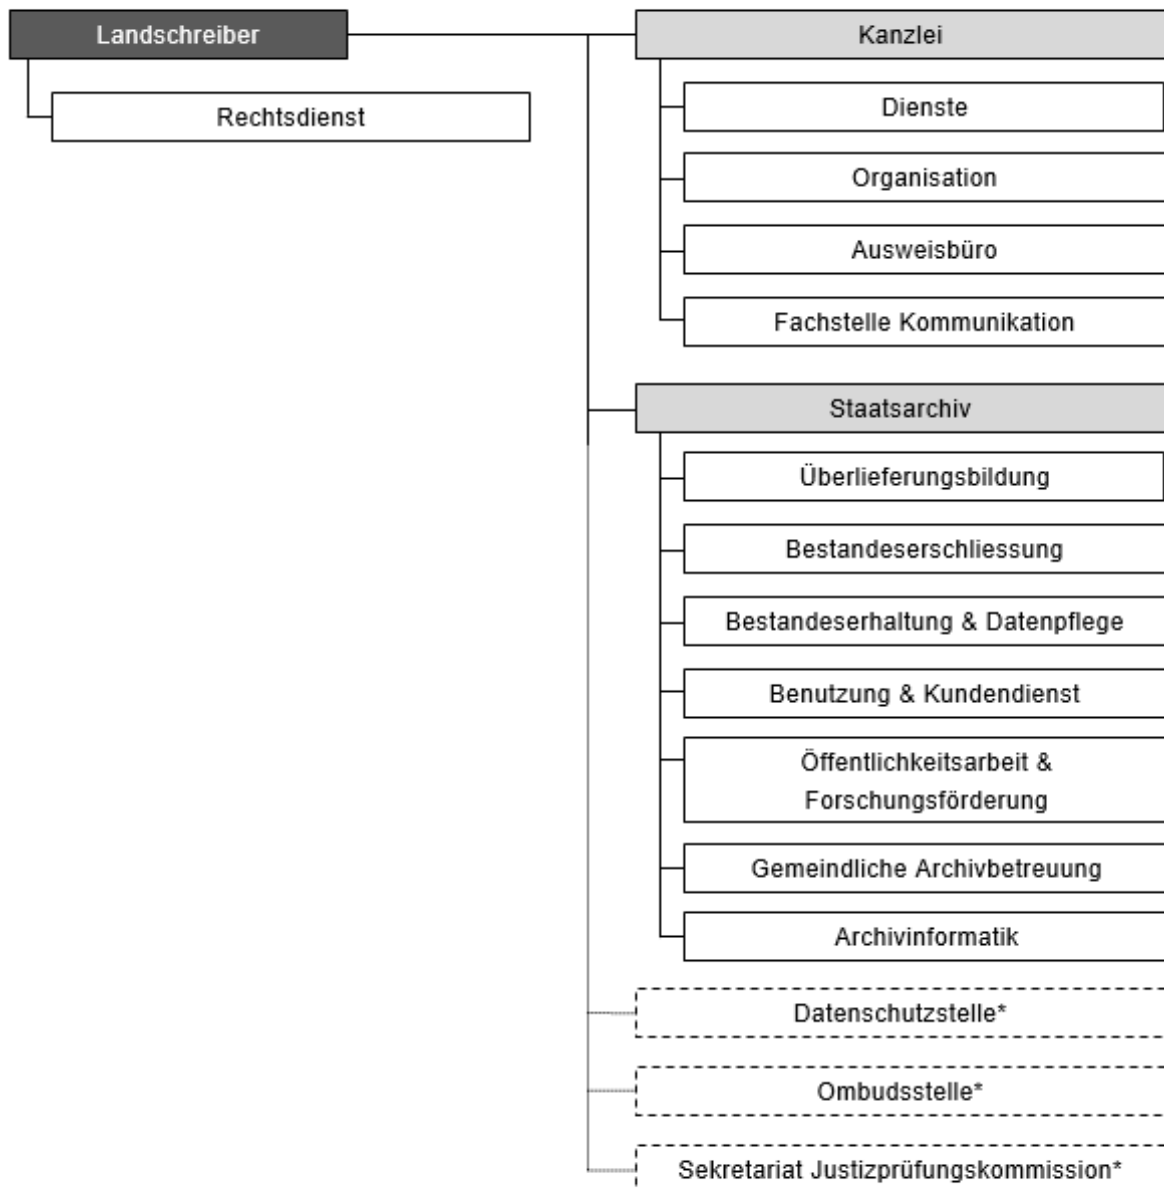 Landschreiber
Rechtsdienst
Kanzlei
Dienste
Organisation
Ausweisbüro
Fachstelle Kommunikation
Staatsarchiv
Überlieferungsbildung
Bestandeserschliessung
Bestandeserhaltung & Datenpflege
Benutzung & Kundendienst
Öffentlichkeitsarbeit &
Forschungsförderung
Gemeindliche Archivbetreuung
Archivinformatik
Datenschutzstelle*
Ombudsstelle*
Sekretariat Justizprüfungskommission*